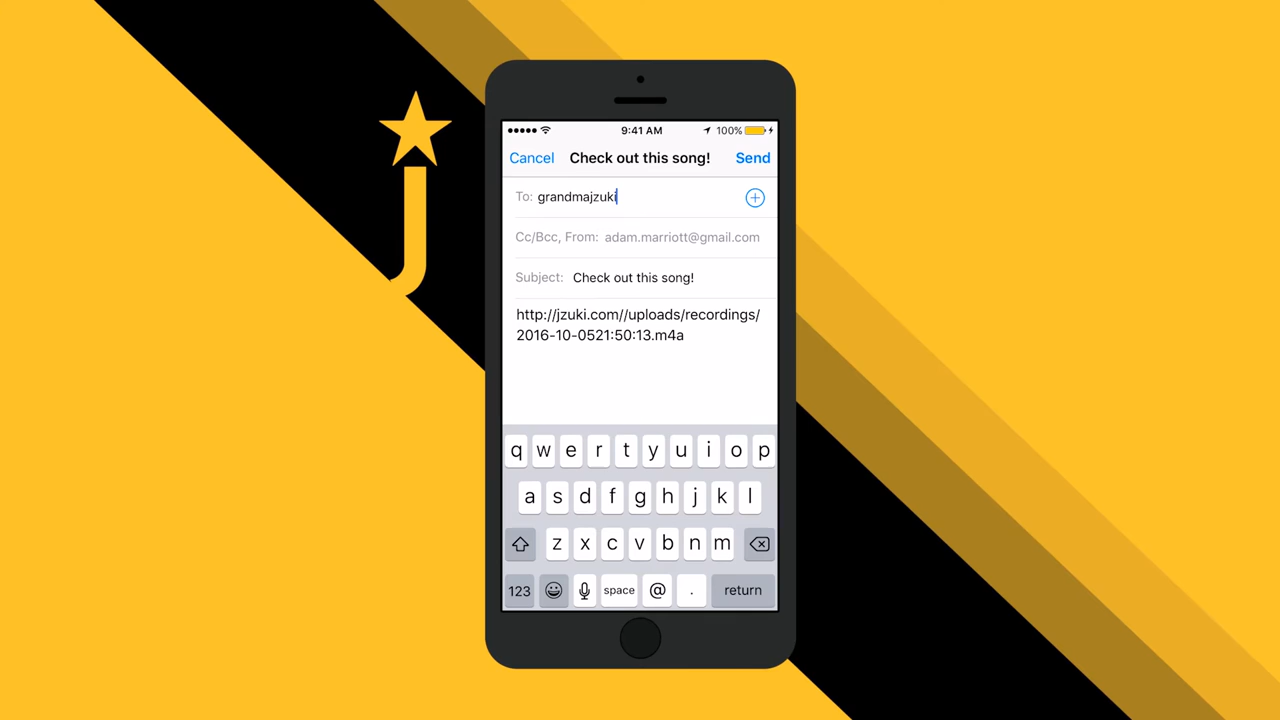 9:41 AM 100%
Cancel Check out this song! Send
To: grandmajzuki
Cc/Bcc, From: adam.marriott@gmail.com
Subject: Check out this song!
http://jzuki.com//uploads/recordings/
2016-10-0521:50:13.m4a
q w e r t y u i o p
a s d f g h j k l
z x c v b n m
123 space @ . return
j